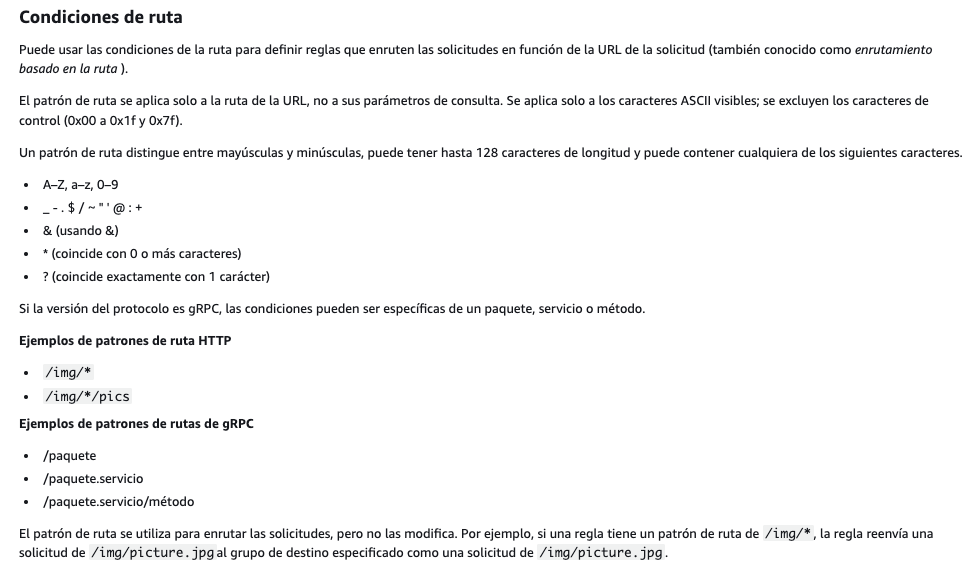 Condiciones de ruta
Puede usar las condiciones de la ruta para definir reglas que enruten las solicitudes en función de la URL de la solicitud (también conocido como enrutamiento
basado en la ruta ).
El patrón de ruta se aplica solo a la ruta de la URL, no a sus parámetros de consulta. Se aplica solo a los caracteres ASCII visibles; se excluyen los caracteres de
control (0x00 a 0x1f y 0x7f).
Un patrón de ruta distingue entre mayúsculas y minúsculas, puede tener hasta 128 caracteres de longitud y puede contener cualquiera de los siguientes caracteres.
• A–Z, a–z, 0–9
• _ - . $ / ~ " ' @ : +
• & (usando &)
• * (coincide con 0 o más caracteres)
• ? (coincide exactamente con 1 carácter)
Si la versión del protocolo es gRPC, las condiciones pueden ser específicas de un paquete, servicio o método.
Ejemplos de patrones de ruta HTTP
• /img/*
• /img/*/pics
Ejemplos de patrones de rutas de gRPC
• /paquete
• /paquete.servicio
• /paquete.servicio/método
El patrón de ruta se utiliza para enrutar las solicitudes, pero no las modifica. Por ejemplo, si una regla tiene un patrón de ruta de /img/*, la regla reenvía una
solicitud de /img/picture.jpg al grupo de destino especificado como una solicitud de /img/picture.jpg.